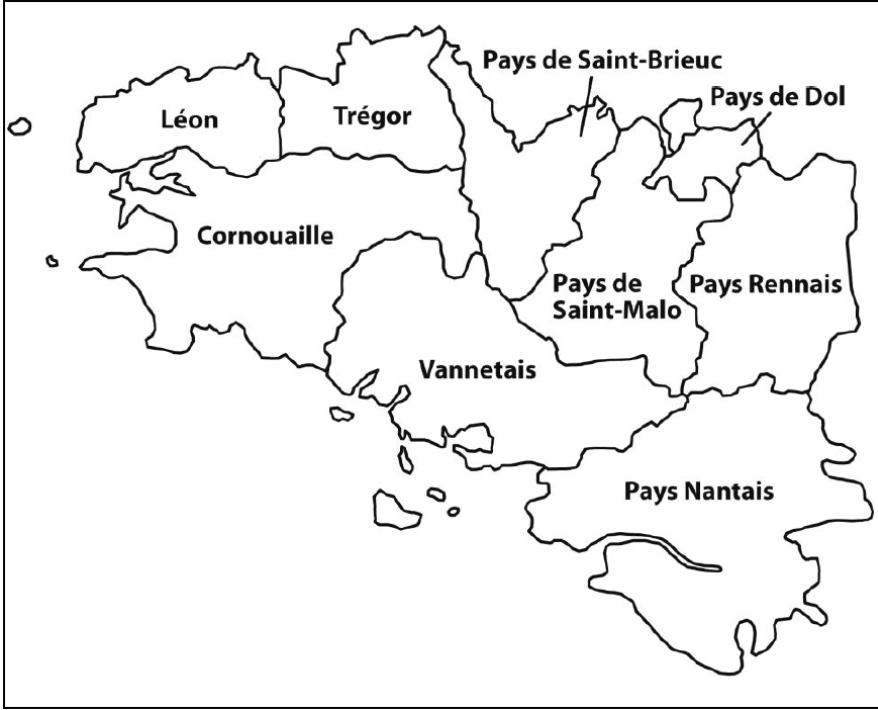 Pays de Saint-Brieuc
Pays de Dol
Léon
Trégor
Cornouaille
Pays de
Saint-Malo
Pays Rennais
Vannetais
Pays Nantais